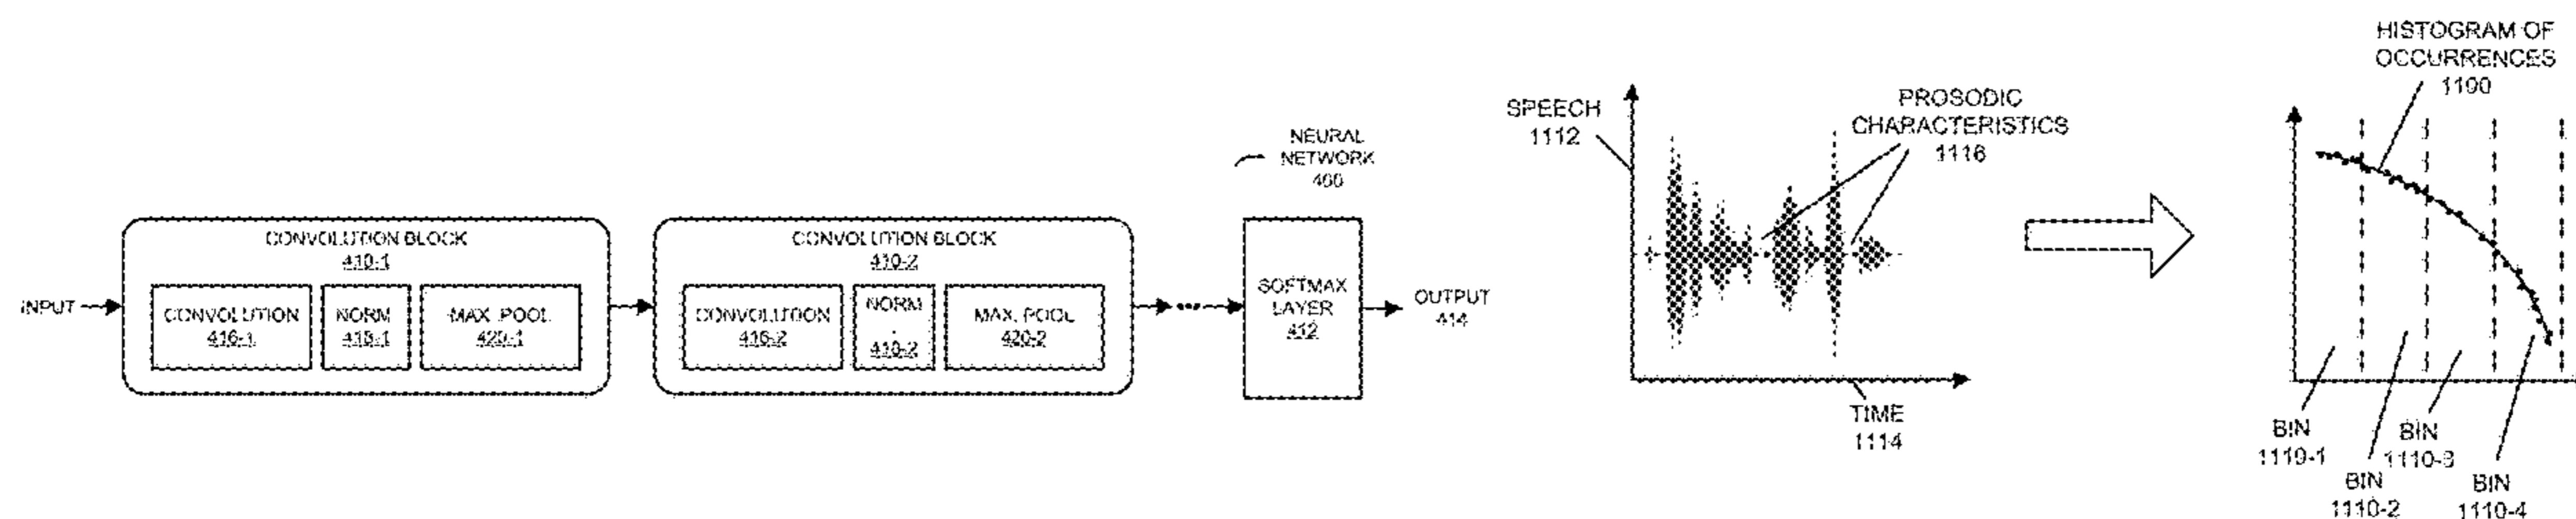 NEURAL
NETWORK
400
CONVOLUTION BLOCK
410-1
CONVOLUTION BLOCK
410-2
INPUT
CONVOLUTION
416-1
NORM
418-1
MAX. POOL
420-1
CONVOLUTION
416-2
NORM
.
418-2
MAX. POOL
420-2
SOFTMAX
LAYER
412
OUTPUT
414
SPEECH
1112
PROSODIC
CHARACTERISTICS
1116
TIME
1114
HISTOGRAM OF
OCCURRENCES
1100
BIN
1110-1
BIN
1110-2
BIN
1110-3
BIN
1110-4